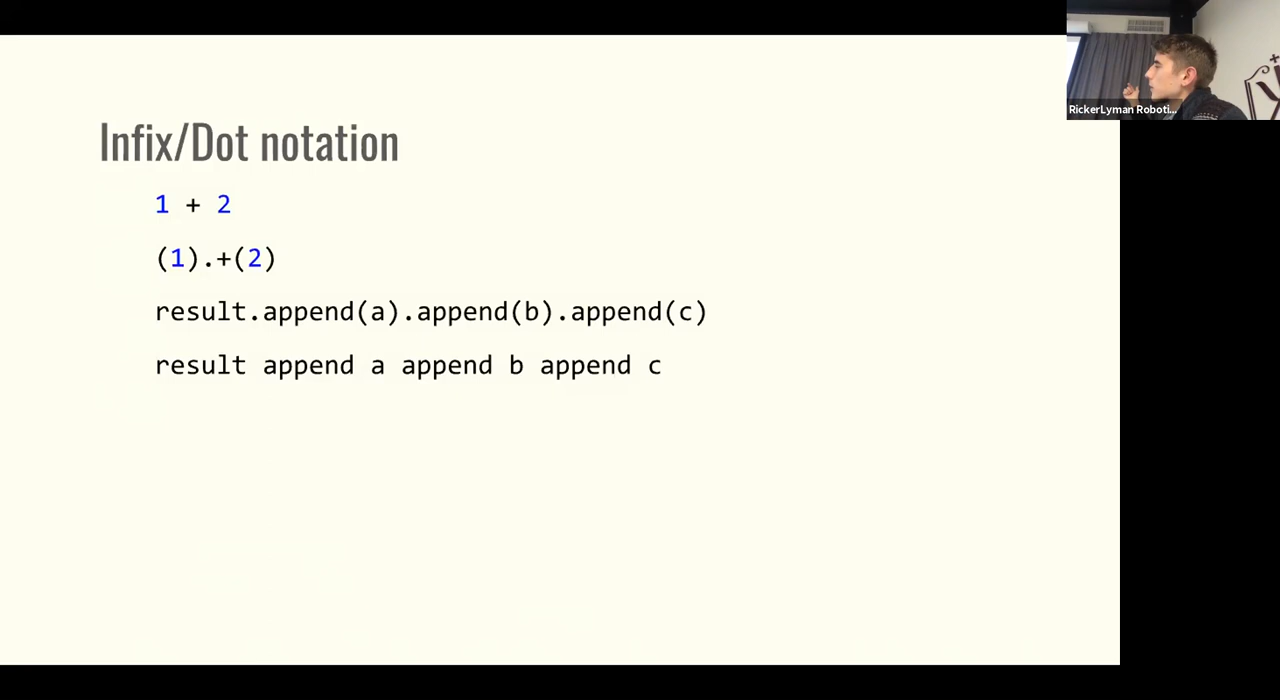 Infix/Dot notation
1 + 2
(1).+(2)
result.append(a).append(b).append(c)
result append a append b append c
RickerLyman Roboti...